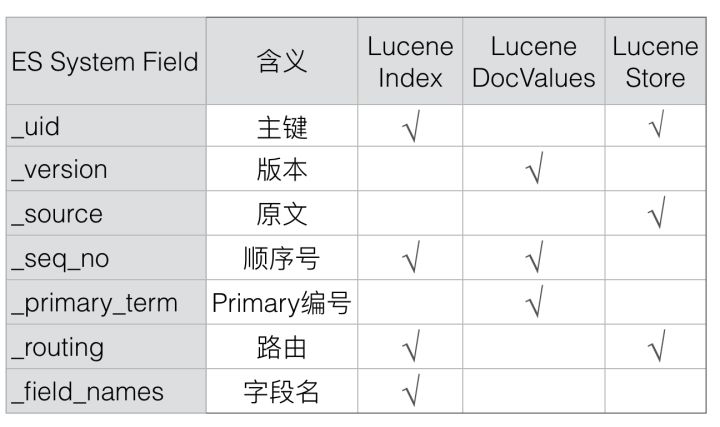 ES System Field 含义 Lucene Index Lucene DocValues Lucene Store
_uid 主键 √ √
_version 版本 √
_source 原文 √
_seq_no 顺序号 √ √
_primary_term Primary编号 √
_routing 路由 √ √
_field_names 字段名 √